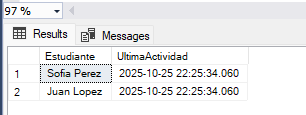 97 %
Results Messages
Estudiante UltimaActividad
1 Sofia Perez 2025-10-25 22:25:34.060
2 Juan Lopez 2025-10-25 22:25:34.060